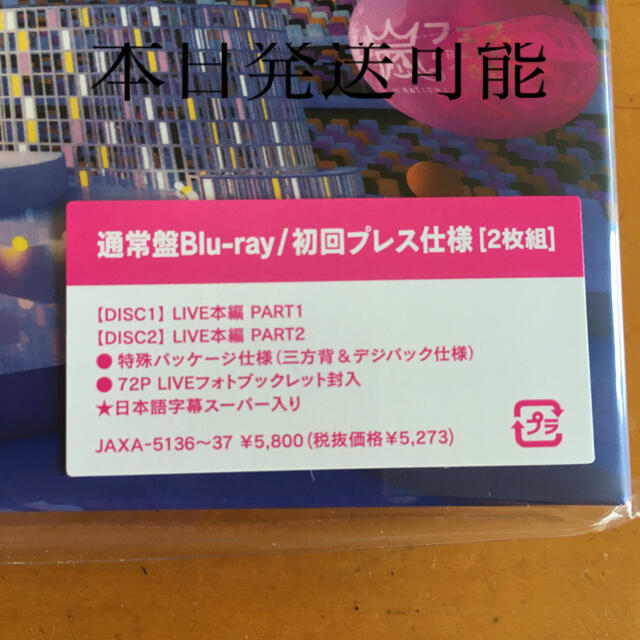 フェス
本日発送可能
通常盤Blu-ray/初回プレス仕様[2枚組]
【DISC1】LIVE本編 PART1
【DISC2】LIVE本編 PART2
●特殊パッケージ仕様(三方背&デジパック仕様)
●72P LIVEフォトブックレット封入
★日本語字幕スーパー入り
JAXA-5136〜37 ¥5,800(税抜価格¥5,273)
プラ